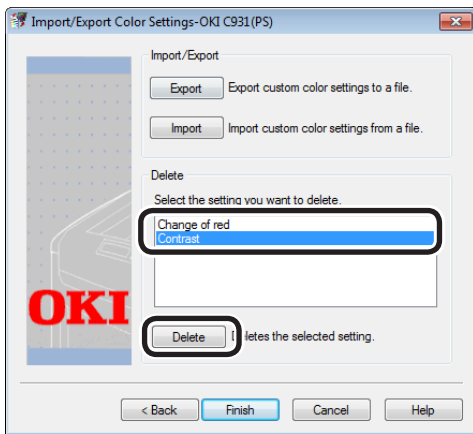 Import/Export Color Settings-OKI C931(PS)
Import/Export
Export Export custom color settings to a file.
Import Import custom color settings from a file.
Delete
Select the setting you want to delete.
Change of red
Contrast
OKI
Delete Deletes the selected setting.
< Back Finish Cancel Help